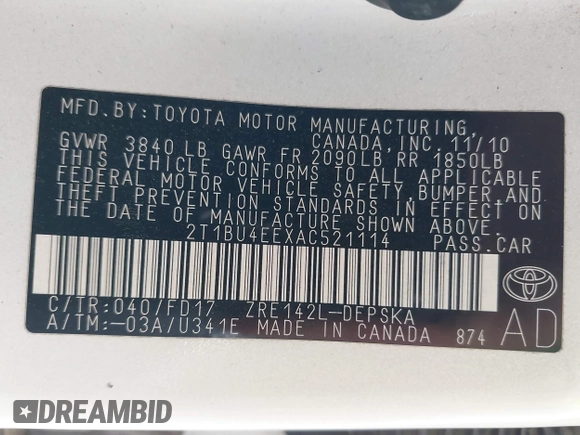 MFD. BY: TOYOTA MOTOR MANUFACTURING,
CANADA, INC. 11/10
GVWR 3840 LB GAWR FR 2090LB RR 1850LB
THIS VEHICLE CONFORMS TO ALL APPLICABLE
FEDERAL MOTOR VEHICLE SAFETY, BUMPER, AND
THEFT PREVENTION STANDARDS IN EFFECT ON
THE DATE OF MANUFACTURE SHOWN ABOVE.
2T1BU4EEXAC521114 PASS. CAR
C/TR: 040/FD17 ZRE142L-DEPSKA
A/TM: -03A/U341E MADE IN CANADA 874
TOYOTA
AD
DREAMBID